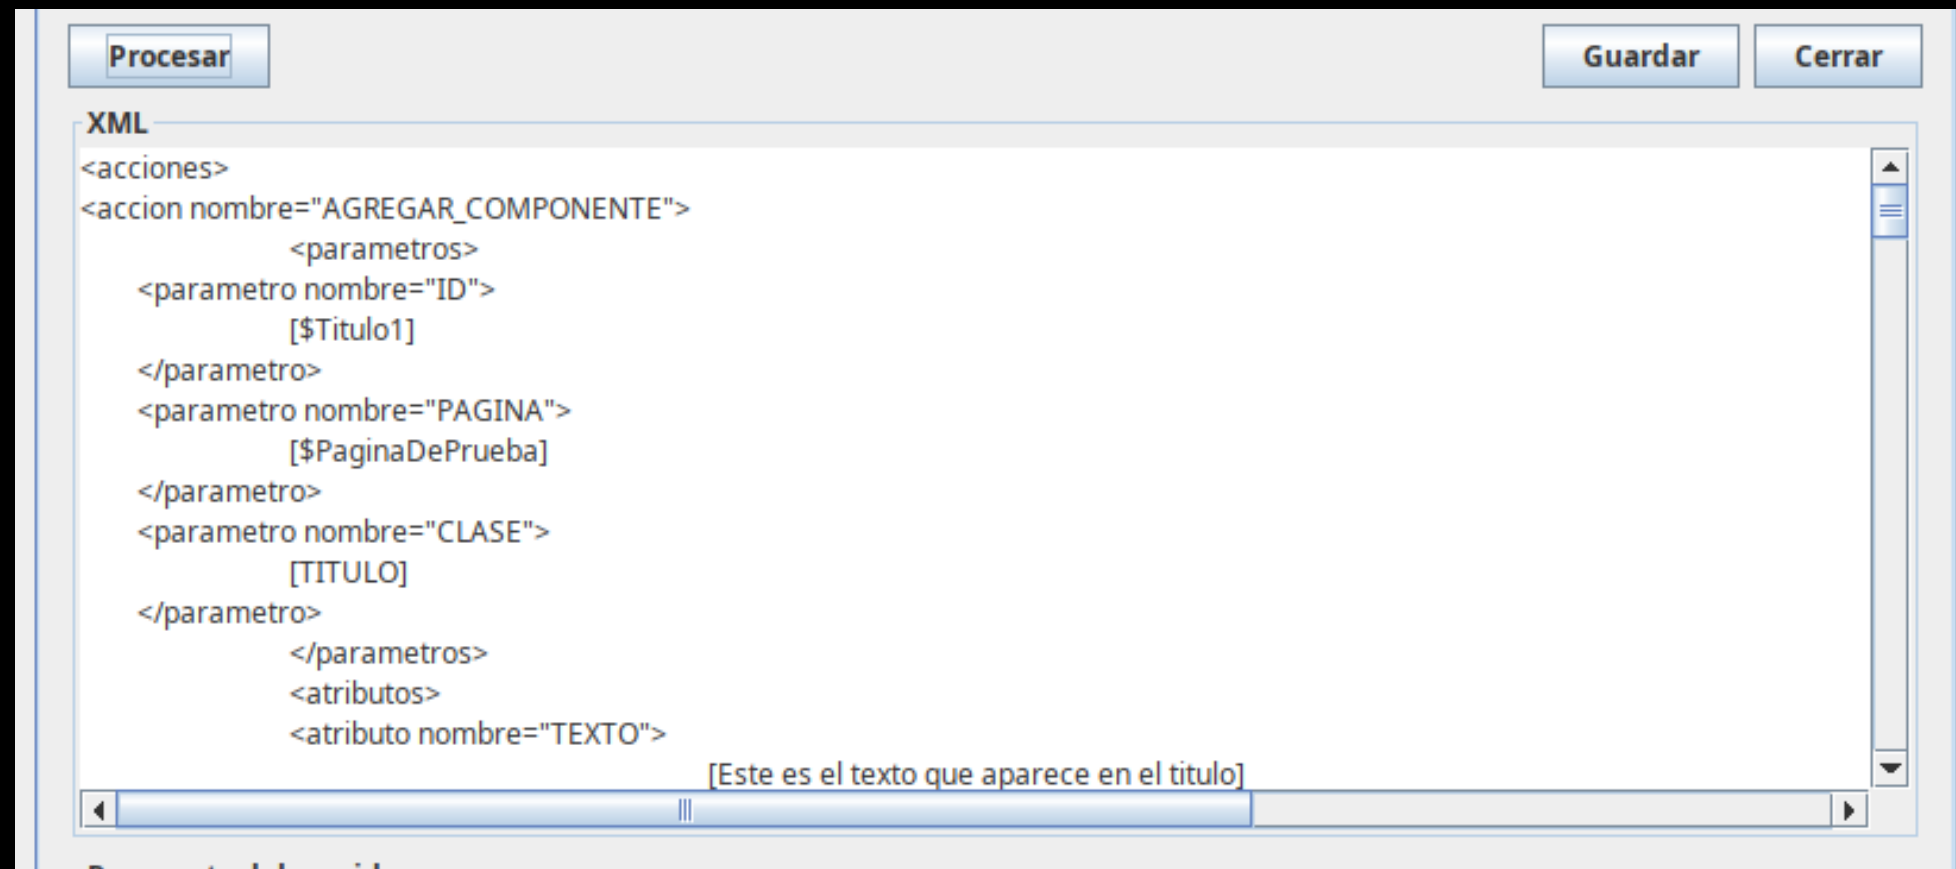 Procesar Guardar Cerrar
XML
<acciones>
<accion nombre="AGREGAR_COMPONENTE">
<parametros>
<parametro nombre="ID">
[$Titulo1]
</parametro>
<parametro nombre="PAGINA">
[$PaginaDePrueba]
</parametro>
<parametro nombre="CLASE">
[TITULO]
</parametro>
</parametros>
<atributos>
<atributo nombre="TEXTO">
[Este es el texto que aparece en el titulo]